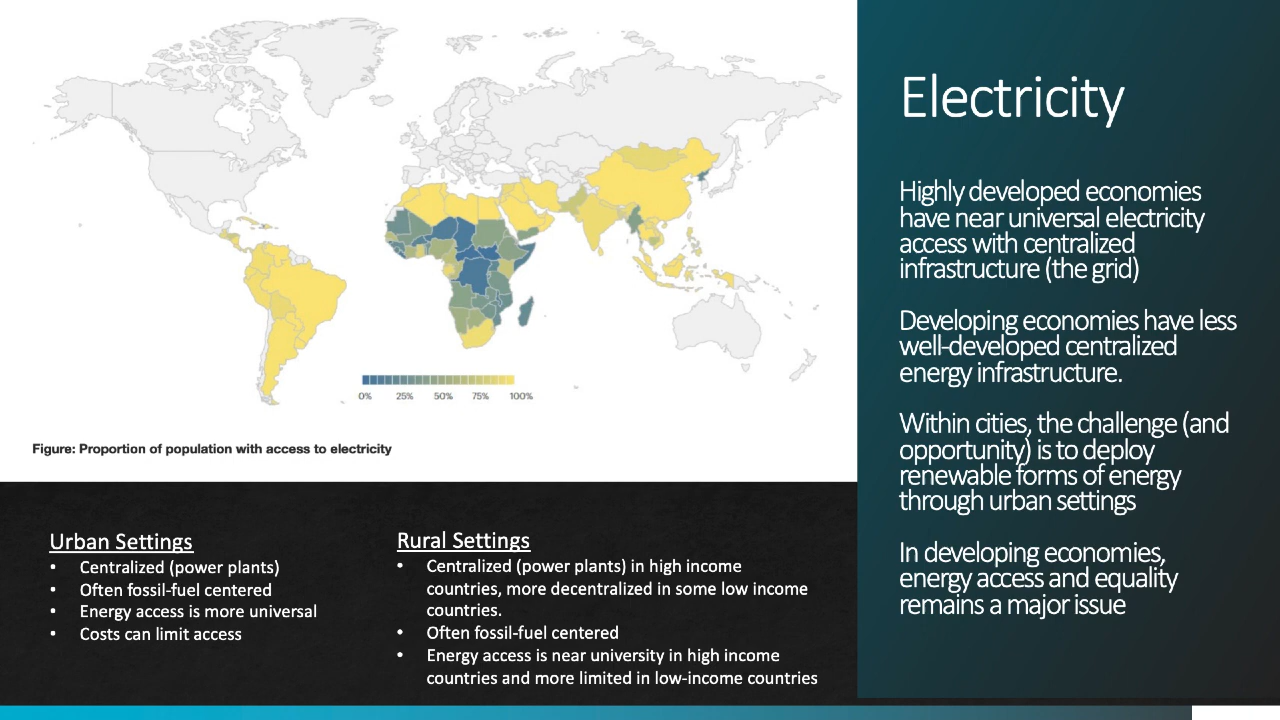 Electricity
Highly developed economies
have near universal electricity
access with centralized
infrastructure (the grid)
Developing economies have less
well-developed centralized
energy infrastructure.
Within cities, the challenge (and
opportunity) is to deploy
renewable forms of energy
through urban settings
In developing economies,
energy access and equality
remains a major issue
0% 25% 50% 75% 100%
Figure: Proportion of population with access to electricity
Urban Settings
• Centralized (power plants)
• Often fossil-fuel centered
• Energy access is more universal
• Costs can limit access
Rural Settings
• Centralized (power plants) in high income
countries, more decentralized in some low income
countries.
• Often fossil-fuel centered
• Energy access is near university in high income
countries and more limited in low-income countries